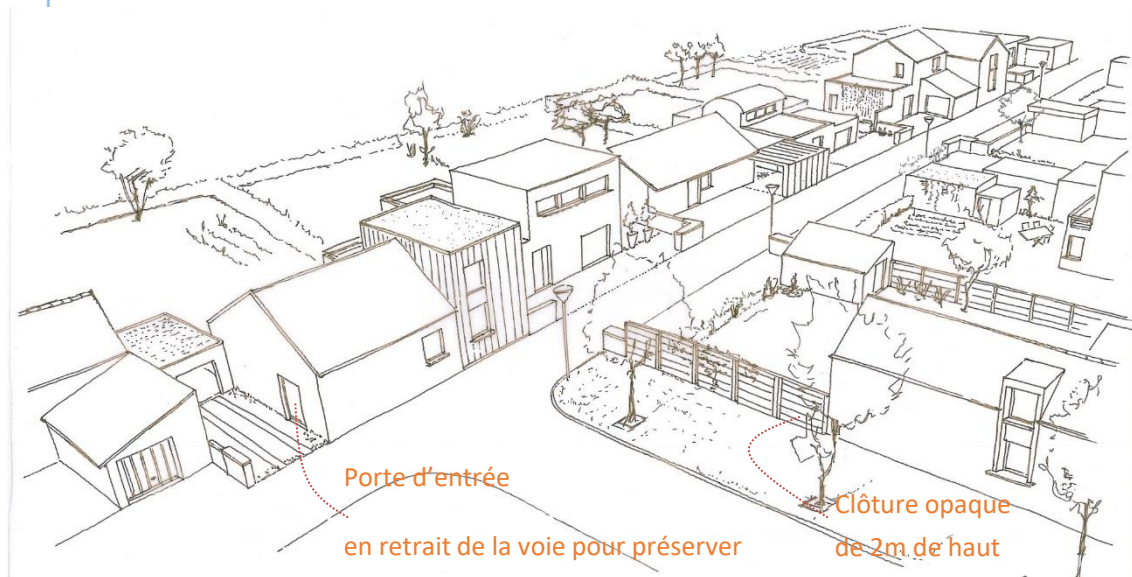 Porte d'entrée
en retrait de la voie pour préserver
Clôture opaque
de 2m de haut